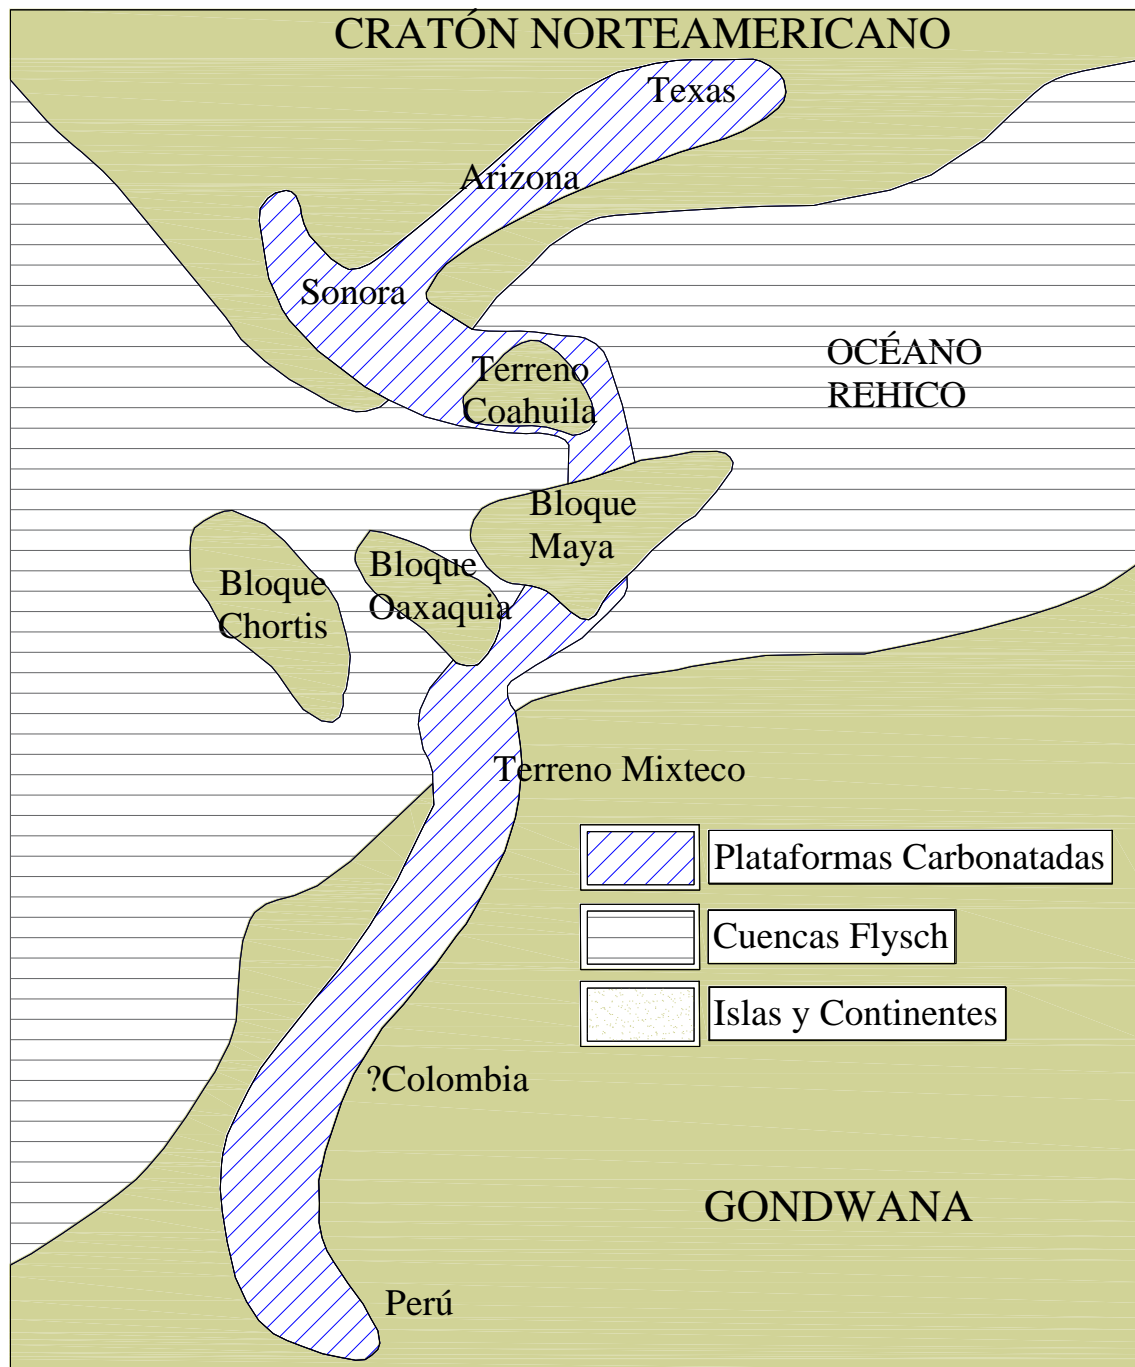 CRATÓN NORTEAMERICANO
Texas
Arizona
Sonora
OCÉANO
REHICO
Terreno
Coahuila
Bloque
Maya
Bloque
Oaxaquia
Bloque
Chortis
Terreno Mixteco
Plataformas Carbonatadas
Cuencas Flysch
Islas y Continentes
?Colombia
GONDWANA
Perú